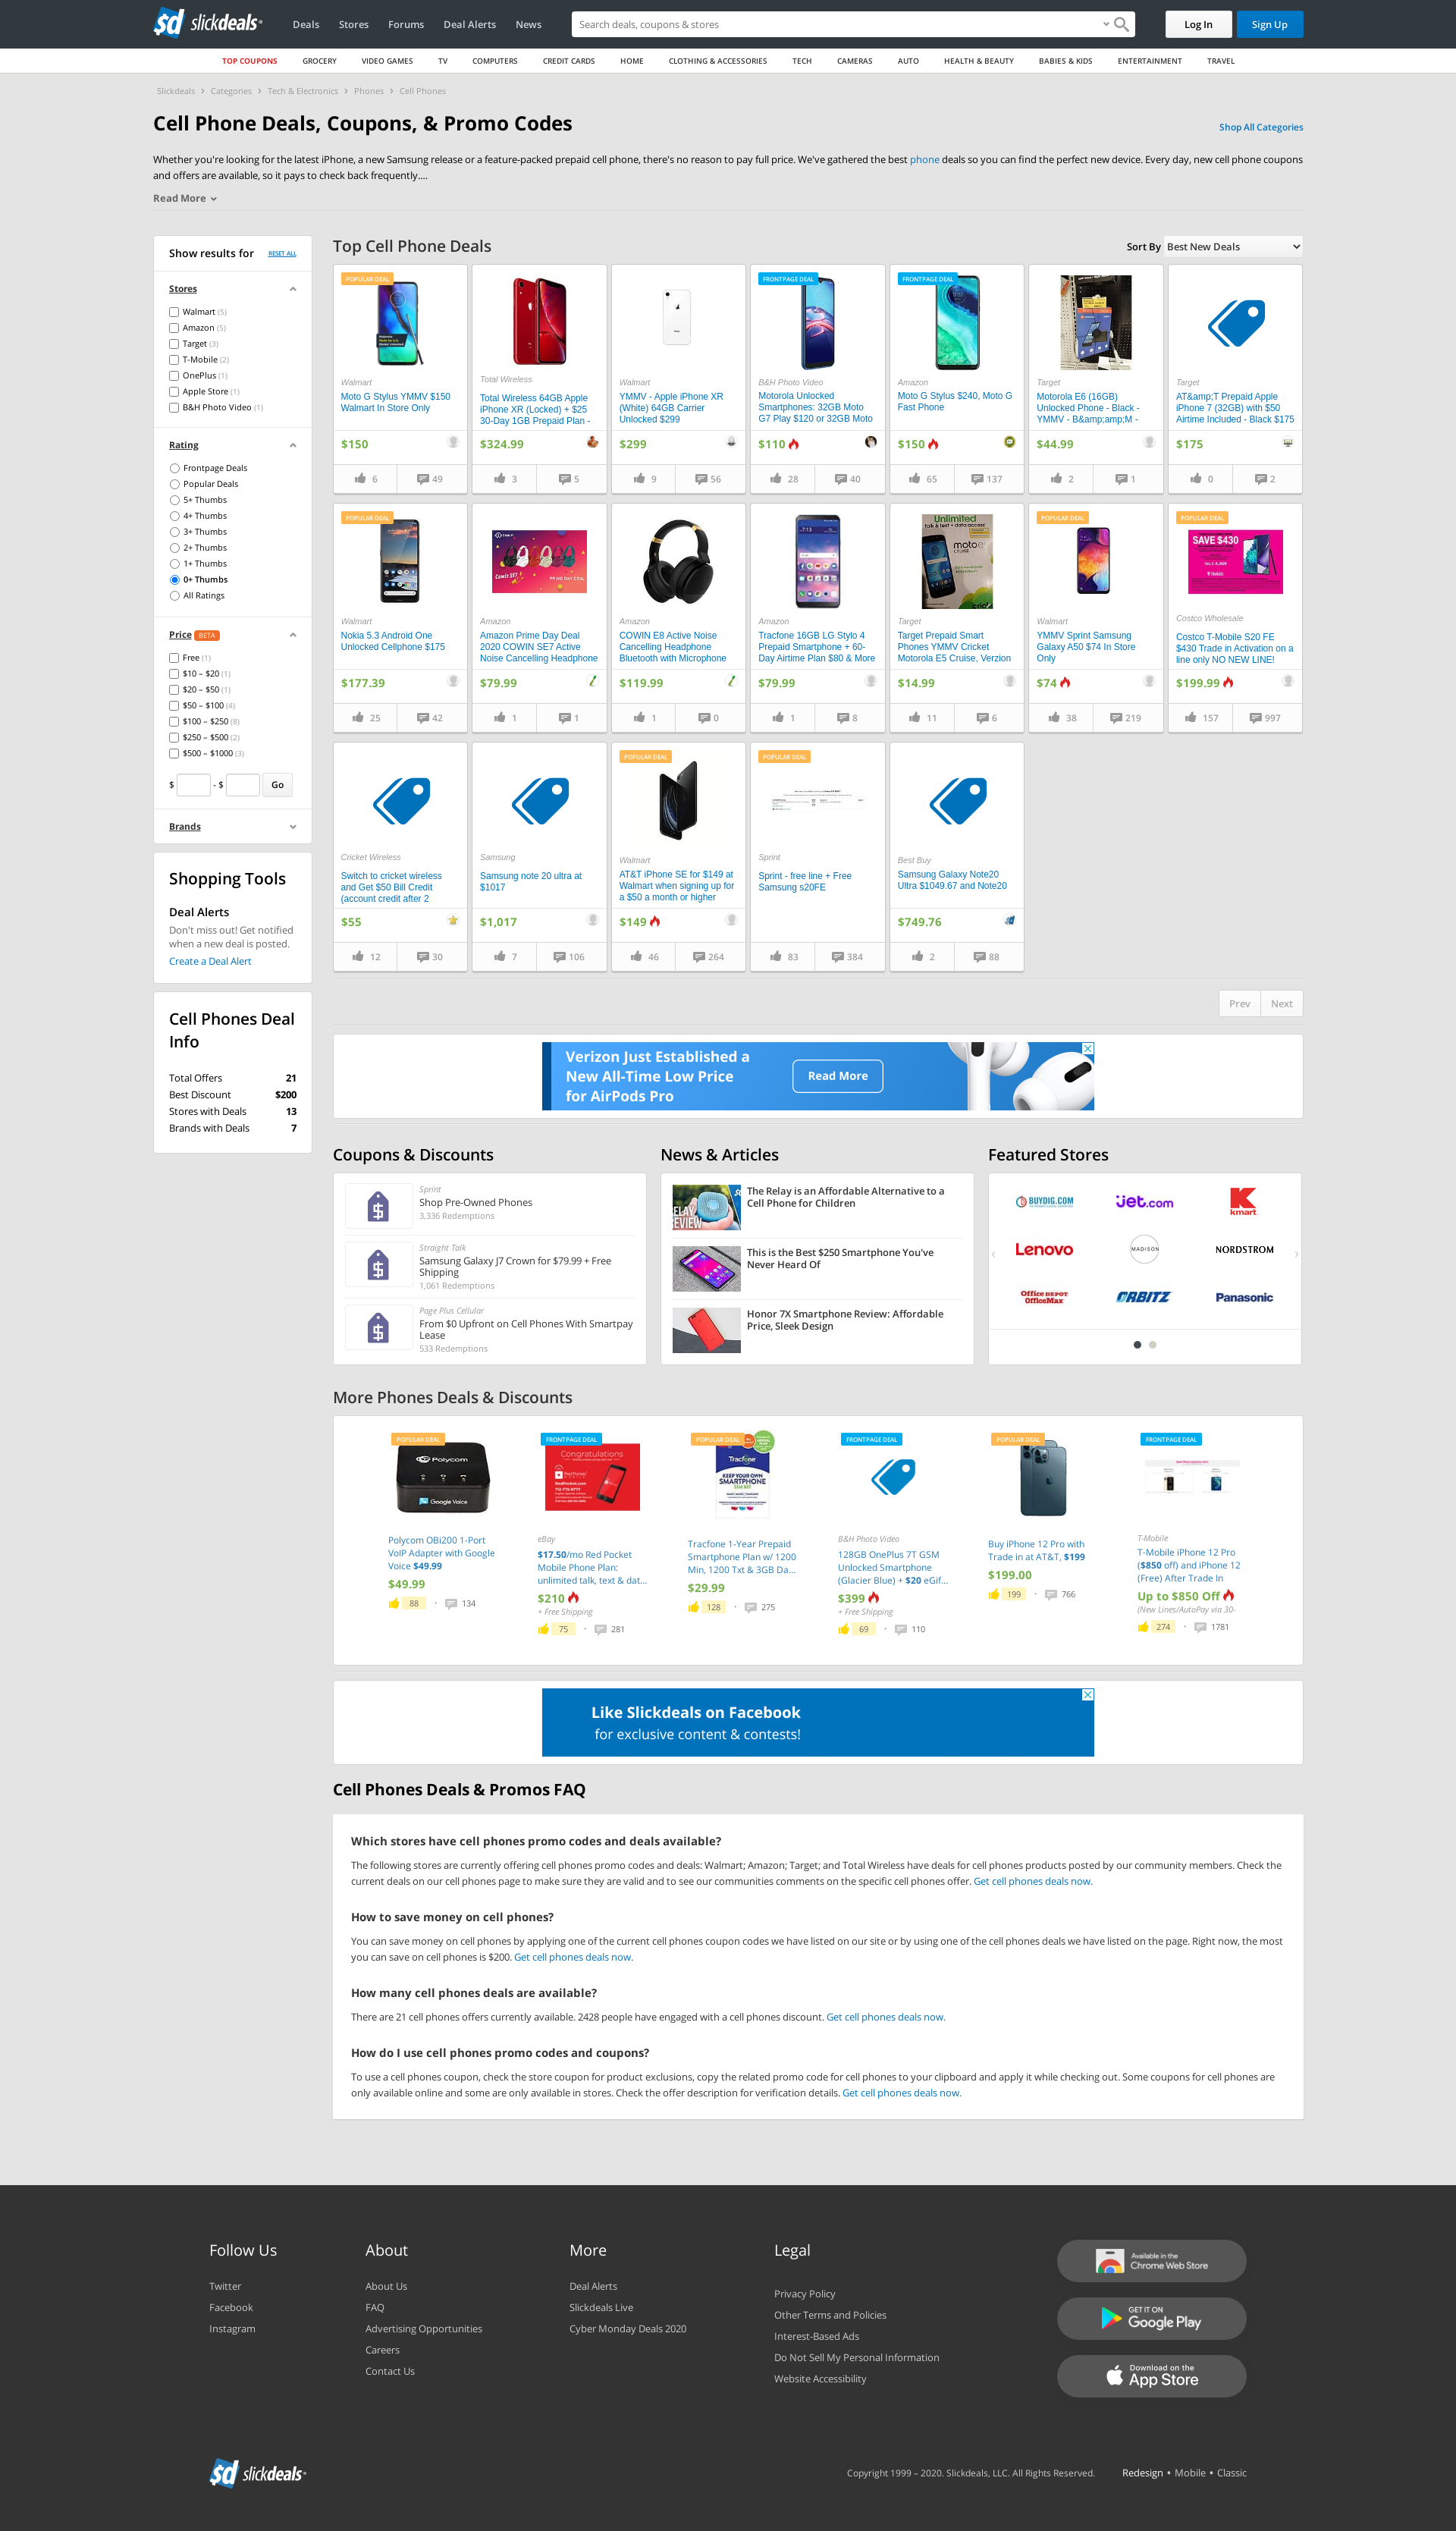 sd slickdeals
Deals Stores Forums Deal Alerts News
Search deals, coupons & stores
Log In
Sign Up
TOP COUPONS GROCERY VIDEO GAMES TV COMPUTERS CREDIT CARDS HOME CLOTHING & ACCESSORIES TECH CAMERAS AUTO HEALTH & BEAUTY BABIES & KIDS ENTERTAINMENT TRAVEL
Slickdeals › Categories › Tech & Electronics › Phones › Cell Phones
Cell Phone Deals, Coupons, & Promo Codes
Shop All Categories
Whether you're looking for the latest iPhone, a new Samsung release or a feature-packed prepaid cell phone, there's no reason to pay full price. We've gathered the best phone deals so you can find the perfect new device. Every day, new cell phone coupons
and offers are available, so it pays to check back frequently....
Read More
Show results for
RESET ALL
Stores
Walmart (5)
Amazon (5)
Target (3)
T-Mobile (2)
OnePlus (1)
Apple Store (1)
B&H Photo Video (1)
Rating
Frontpage Deals
Popular Deals
5+ Thumbs
4+ Thumbs
3+ Thumbs
2+ Thumbs
1+ Thumbs
0+ Thumbs
All Ratings
Price BETA
Free (1)
$10 – $20 (1)
$20 – $50 (1)
$50 – $100 (4)
$100 – $250 (8)
$250 – $500 (2)
$500 – $1000 (3)
$ - $ Go
Brands
Shopping Tools
Deal Alerts
Don't miss out! Get notified
when a new deal is posted.
Create a Deal Alert
Cell Phones Deal
Info
Total Offers 21
Best Discount $200
Stores with Deals 13
Brands with Deals 7
Top Cell Phone Deals
Sort By Best New Deals
POPULAR DEAL
Walmart
Moto G Stylus YMMV $150
Walmart In Store Only
$150
6 49
Total Wireless
Total Wireless 64GB Apple
iPhone XR (Locked) + $25
30-Day 1GB Prepaid Plan -
$324.99
3 5
Walmart
YMMV - Apple iPhone XR
(White) 64GB Carrier
Unlocked $299
$299
9 56
FRONTPAGE DEAL
B&H Photo Video
Motorola Unlocked
Smartphones: 32GB Moto
G7 Play $120 or 32GB Moto
$110
28 40
FRONTPAGE DEAL
Amazon
Moto G Stylus $240, Moto G
Fast Phone
$150
65 137
Target
Motorola E6 (16GB)
Unlocked Phone - Black -
YMMV - B&amp;amp;M -
$44.99
2 1
Target
AT&amp;T Prepaid Apple
iPhone 7 (32GB) with $50
Airtime Included - Black $175
$175
0 2
POPULAR DEAL
Walmart
Nokia 5.3 Android One
Unlocked Cellphone $175
$177.39
25 42
PRIME DAY DEAL
Amazon
Amazon Prime Day Deal
2020 COWIN SE7 Active
Noise Cancelling Headphone
$79.99
1 1
Amazon
COWIN E8 Active Noise
Cancelling Headphone
Bluetooth with Microphone
$119.99
1 0
7:13
Amazon
Tracfone 16GB LG Stylo 4
Prepaid Smartphone + 60-
Day Airtime Plan $80 & More
$79.99
1 8
Unlimited
talk & text + data access
moto e5
CRUISE
Target
Target Prepaid Smart
Phones YMMV Cricket
Motorola E5 Cruise, Verzion
$14.99
11 6
POPULAR DEAL
Walmart
YMMV Sprint Samsung
Galaxy A50 $74 In Store
Only
$74
38 219
POPULAR DEAL
SAVE $430
Costco Wholesale
Costco T-Mobile S20 FE
$430 Trade in Activation on a
line only NO NEW LINE!
$199.99
157 997
Cricket Wireless
Switch to cricket wireless
and Get $50 Bill Credit
(account credit after 2
$55
12 30
Samsung
Samsung note 20 ultra at
$1017
$1,017
7 106
POPULAR DEAL
Walmart
AT&T iPhone SE for $149 at
Walmart when signing up for
a $50 a month or higher
$149
46 264
POPULAR DEAL
Sprint
Sprint - free line + Free
Samsung s20FE
83 384
Best Buy
Samsung Galaxy Note20
Ultra $1049.67 and Note20
$749.76
2 88
Prev Next
Verizon Just Established a
New All-Time Low Price
for AirPods Pro
Read More
Coupons & Discounts
Sprint
Shop Pre-Owned Phones
3,336 Redemptions
Straight Talk
Samsung Galaxy J7 Crown for $79.99 + Free
Shipping
1,061 Redemptions
Page Plus Cellular
From $0 Upfront on Cell Phones With Smartpay
Lease
533 Redemptions
News & Articles
The Relay is an Affordable Alternative to a
Cell Phone for Children
This is the Best $250 Smartphone You've
Never Heard Of
Honor 7X Smartphone Review: Affordable
Price, Sleek Design
Featured Stores
BUYDIG.COM
jet.com
kmart
Lenovo
MADISON
NORDSTROM
Office DEPOT
OfficeMax
ORBITZ
Panasonic
More Phones Deals & Discounts
POPULAR DEAL
Polycom
Google Voice
Polycom OBi200 1-Port
VoIP Adapter with Google
Voice $49.99
$49.99
88 · 134
FRONTPAGE DEAL
Congratulations
eBay
$17.50/mo Red Pocket
Mobile Phone Plan:
unlimited talk, text & dat...
$210
+ Free Shipping
75 · 281
POPULAR DEAL
Tracfone
KEEP YOUR OWN
SMARTPHONE
SIM KIT
Tracfone 1-Year Prepaid
Smartphone Plan w/ 1200
Min, 1200 Txt & 3GB Da...
$29.99
128 · 275
FRONTPAGE DEAL
B&H Photo Video
128GB OnePlus 7T GSM
Unlocked Smartphone
(Glacier Blue) + $20 eGif...
$399
+ Free Shipping
69 · 110
POPULAR DEAL
Buy iPhone 12 Pro with
Trade in at AT&T, $199
$199.00
199 · 766
FRONTPAGE DEAL
T-Mobile
T-Mobile iPhone 12 Pro
($850 off) and iPhone 12
(Free) After Trade In
Up to $850 Off
(New Lines/AutoPay via 30-
274 · 1781
Like Slickdeals on Facebook
for exclusive content & contests!
Cell Phones Deals & Promos FAQ
Which stores have cell phones promo codes and deals available?
The following stores are currently offering cell phones promo codes and deals: Walmart; Amazon; Target; and Total Wireless have deals for cell phones products posted by our community members. Check the
current deals on our cell phones page to make sure they are valid and to see our communities comments on the specific cell phones offer. Get cell phones deals now.
How to save money on cell phones?
You can save money on cell phones by applying one of the current cell phones coupon codes we have listed on our site or by using one of the cell phones deals we have listed on the page. Right now, the most
you can save on cell phones is $200. Get cell phones deals now.
How many cell phones deals are available?
There are 21 cell phones offers currently available. 2428 people have engaged with a cell phones discount. Get cell phones deals now.
How do I use cell phones promo codes and coupons?
To use a cell phones coupon, check the store coupon for product exclusions, copy the related promo code for cell phones to your clipboard and apply it while checking out. Some coupons for cell phones are
only available online and some are only available in stores. Check the offer description for verification details. Get cell phones deals now.
Follow Us
Twitter
Facebook
Instagram
About
About Us
FAQ
Advertising Opportunities
Careers
Contact Us
More
Deal Alerts
Slickdeals Live
Cyber Monday Deals 2020
Legal
Privacy Policy
Other Terms and Policies
Interest-Based Ads
Do Not Sell My Personal Information
Website Accessibility
Available in the
Chrome Web Store
GET IT ON
Google Play
Download on the
App Store
sd slickdeals
Copyright 1999 – 2020. Slickdeals, LLC. All Rights Reserved.
Redesign • Mobile • Classic